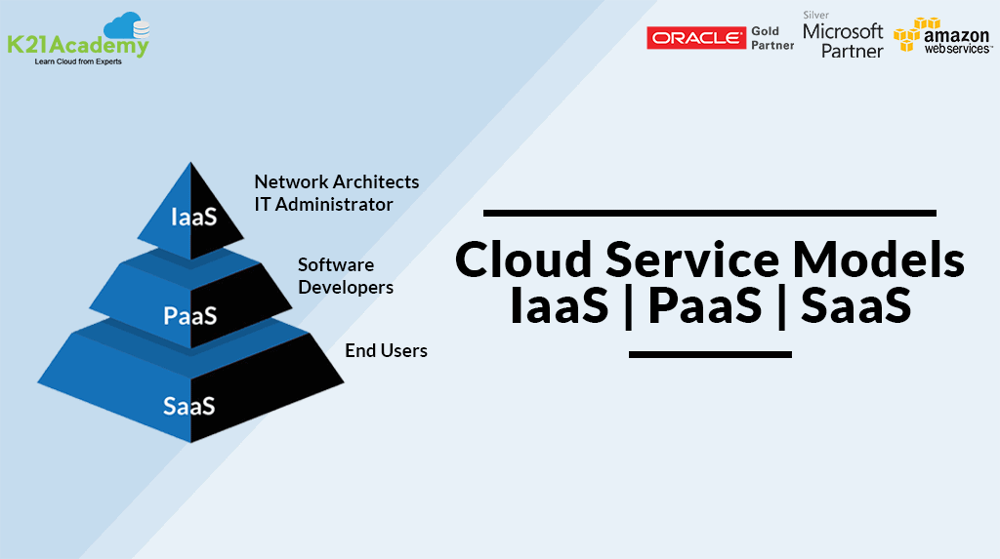 K21Academy
Learn Cloud from Experts
ORACLE
Gold
Partner
Silver
Microsoft
Partner
amazon
webservices™
IaaS
Network Architects
IT Administrator
PaaS
Software
Developers
SaaS
End Users
Cloud Service Models
IaaS | PaaS | SaaS